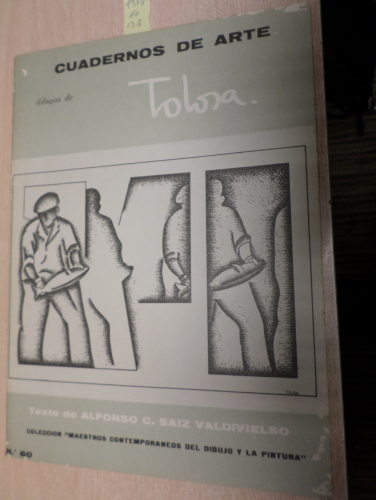 CUADERNOS DE ARTE
dibujos de
Tolosa.
Texto de ALFONSO C. SAIZ VALDIVIELSO
COLECCION "MAESTROS CONTEMPORANEOS DEL DIBUJO Y LA PINTURA"
N.º 60